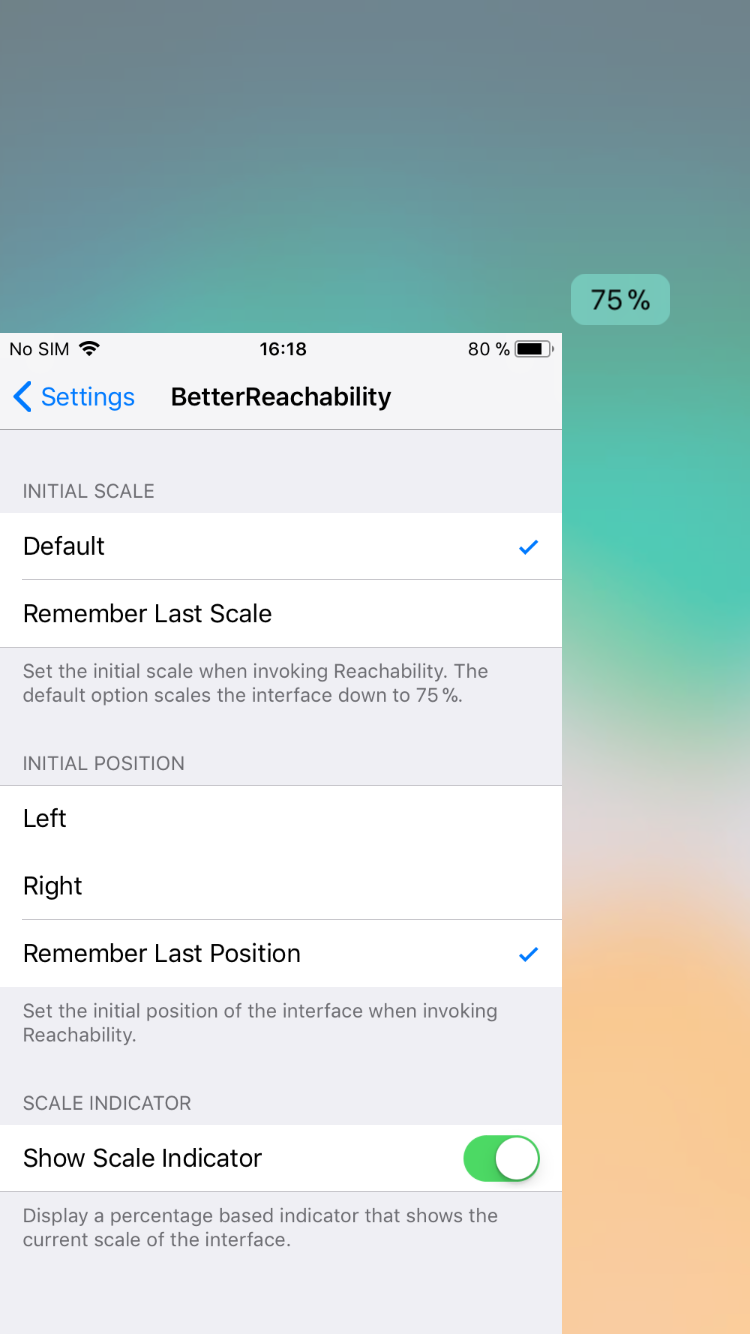 75 %
No SIM 16:18 80 %
Settings BetterReachability
INITIAL SCALE
Default
Remember Last Scale
Set the initial scale when invoking Reachability. The
default option scales the interface down to 75 %.
INITIAL POSITION
Left
Right
Remember Last Position
Set the initial position of the interface when invoking
Reachability.
SCALE INDICATOR
Show Scale Indicator
Display a percentage based indicator that shows the
current scale of the interface.